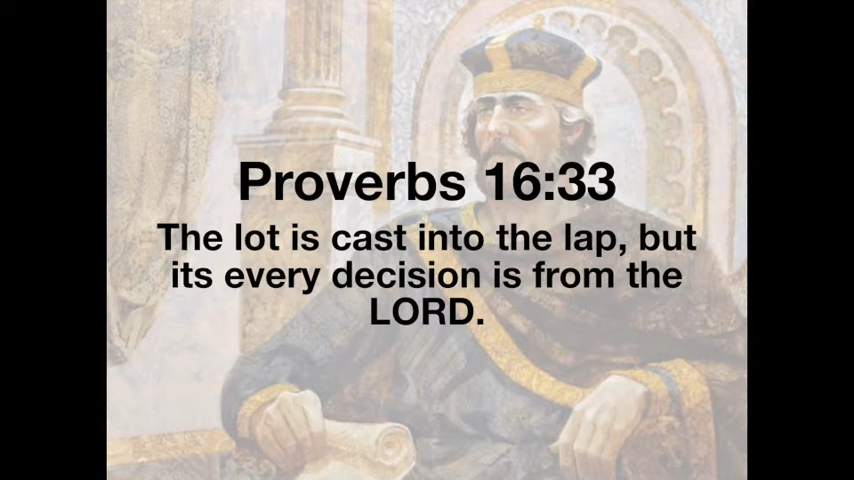 Proverbs 16:33
The lot is cast into the lap, but
its every decision is from the
LORD.